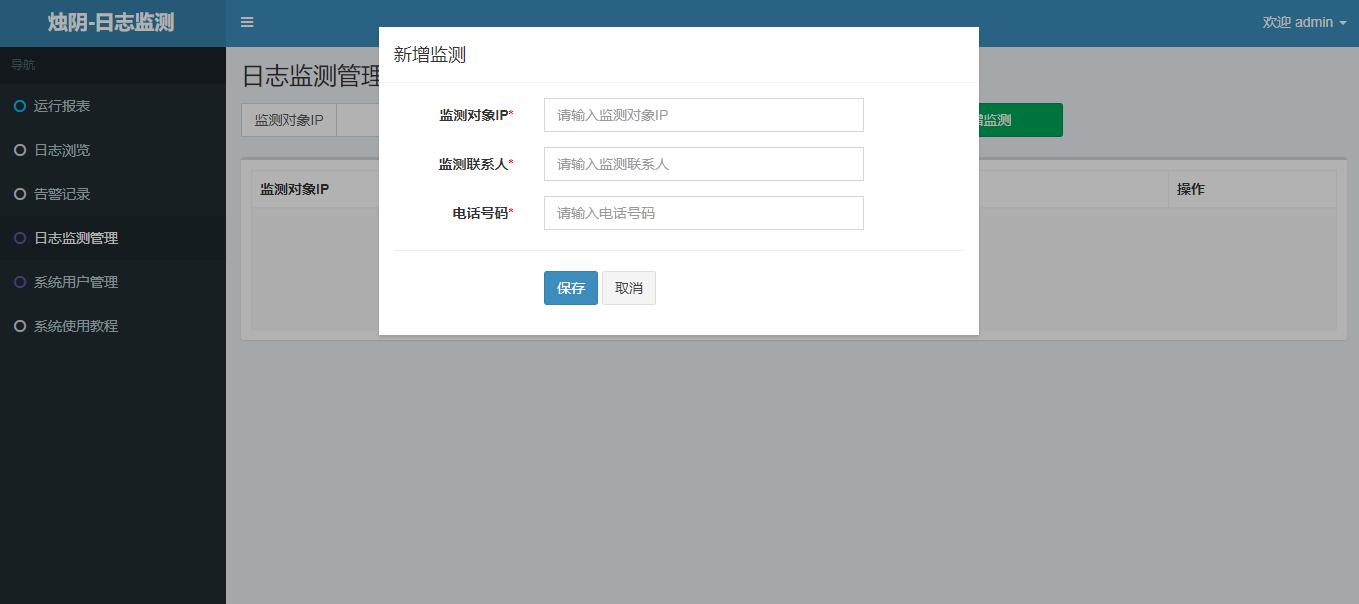 烛阴-日志监测
欢迎 admin
导航
运行报表
日志浏览
告警记录
日志监测管理
系统用户管理
系统使用教程
日志监测管理
监测对象IP
增监测
监测对象IP
操作
新增监测
监测对象IP*
请输入监测对象IP
监测联系人*
请输入监测联系人
电话号码*
请输入电话号码
保存
取消